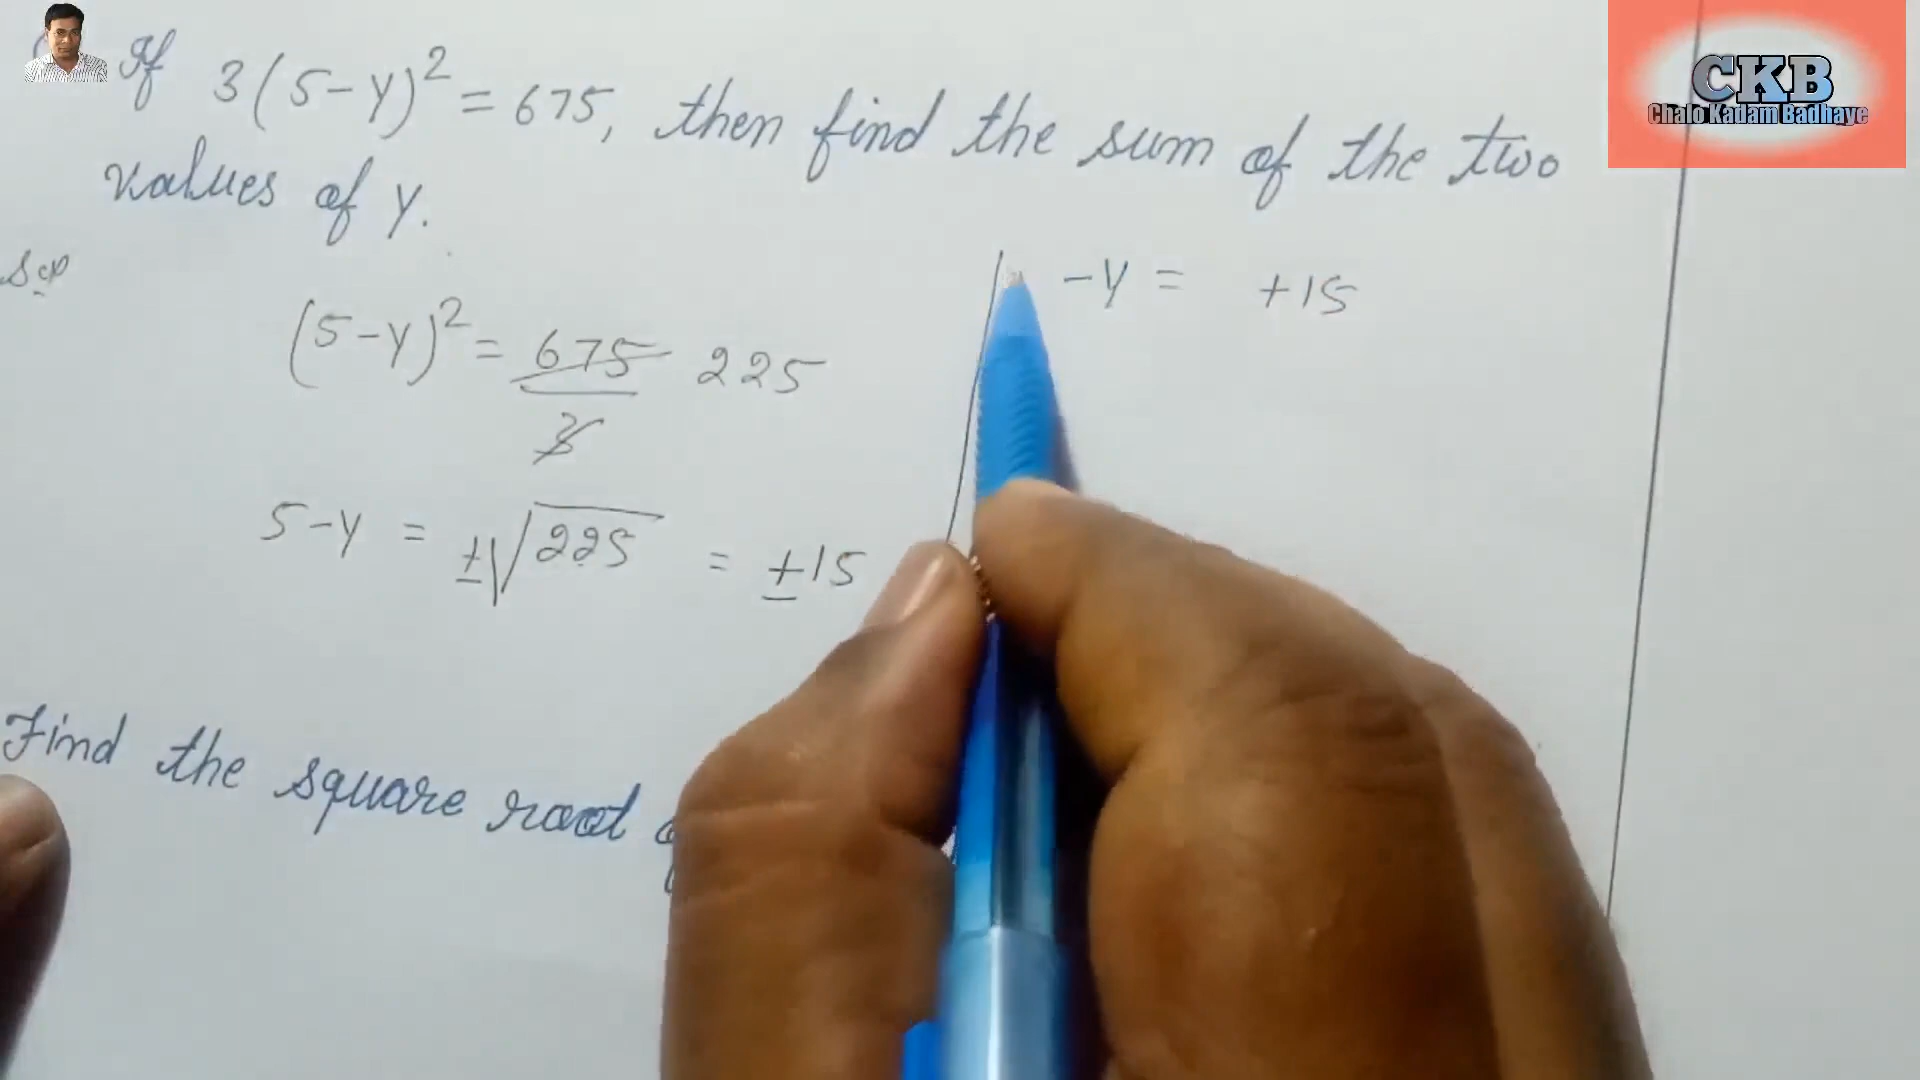 If 3(5-y)² = 675, then find the sum of the two
values of y.
(5-y)² = 675/3 225
5-y = ±√225 = ±15
-y = +15
Find the square root
CKB
Chalo Kadam Badhaye